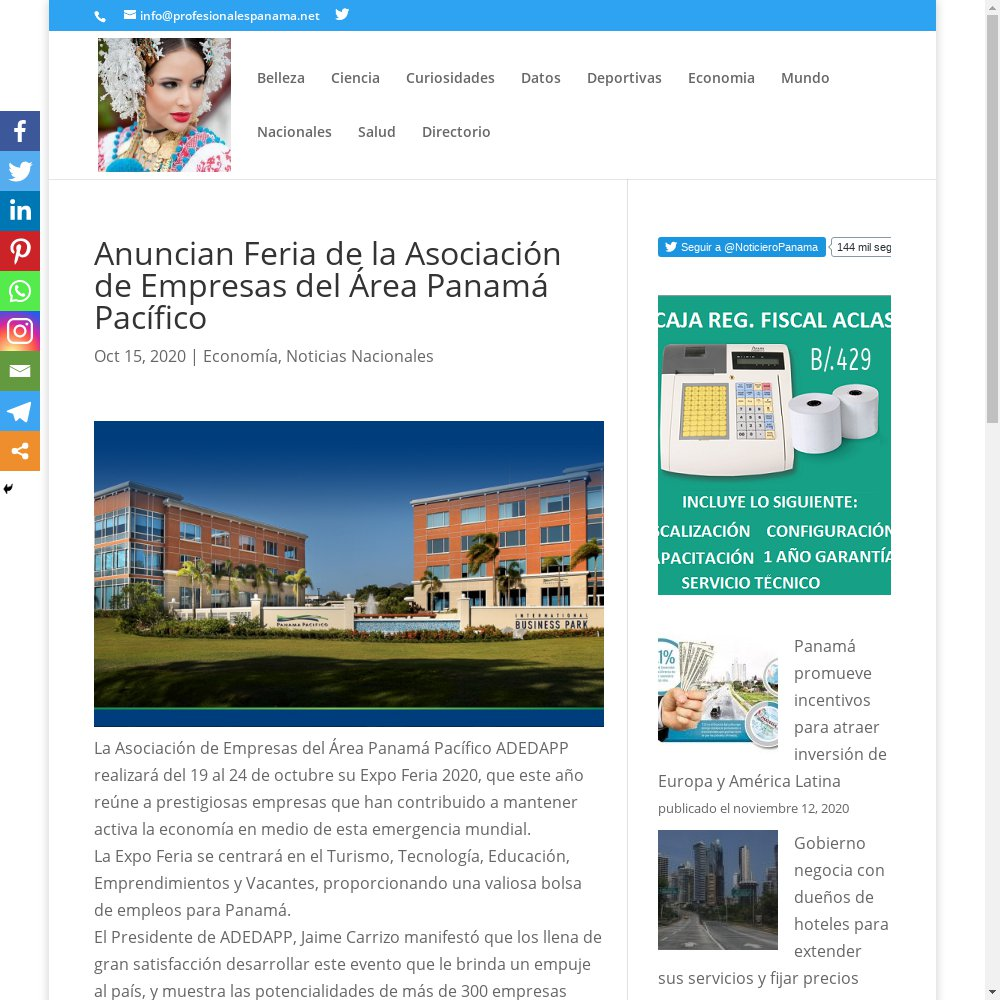 info@profesionalespanama.net
Belleza Ciencia Curiosidades Datos Deportivas Economia Mundo
Nacionales Salud Directorio
Anuncian Feria de la Asociación
de Empresas del Área Panamá
Pacífico
Oct 15, 2020 | Economía, Noticias Nacionales
PANAMA PACIFICO
INTERNATIONAL
BUSINESS PARK
La Asociación de Empresas del Área Panamá Pacífico ADEDAPP
realizará del 19 al 24 de octubre su Expo Feria 2020, que este año
reúne a prestigiosas empresas que han contribuido a mantener
activa la economía en medio de esta emergencia mundial.
La Expo Feria se centrará en el Turismo, Tecnología, Educación,
Emprendimientos y Vacantes, proporcionando una valiosa bolsa
de empleos para Panamá.
El Presidente de ADEDAPP, Jaime Carrizo manifestó que los llena de
gran satisfacción desarrollar este evento que le brinda un empuje
al país, y muestra las potencialidades de más de 300 empresas
Seguir a @NoticieroPanama 144 mil seg
CAJA REG. FISCAL ACLAS
B/.429
INCLUYE LO SIGUIENTE:
SCALIZACIÓN CONFIGURACIÓN
APACITACIÓN 1 AÑO GARANTÍA
SERVICIO TÉCNICO
1%
Panamá
promueve
incentivos
para atraer
inversión de
Europa y América Latina
publicado el noviembre 12, 2020
Gobierno
negocia con
dueños de
hoteles para
extender
sus servicios y fijar precios